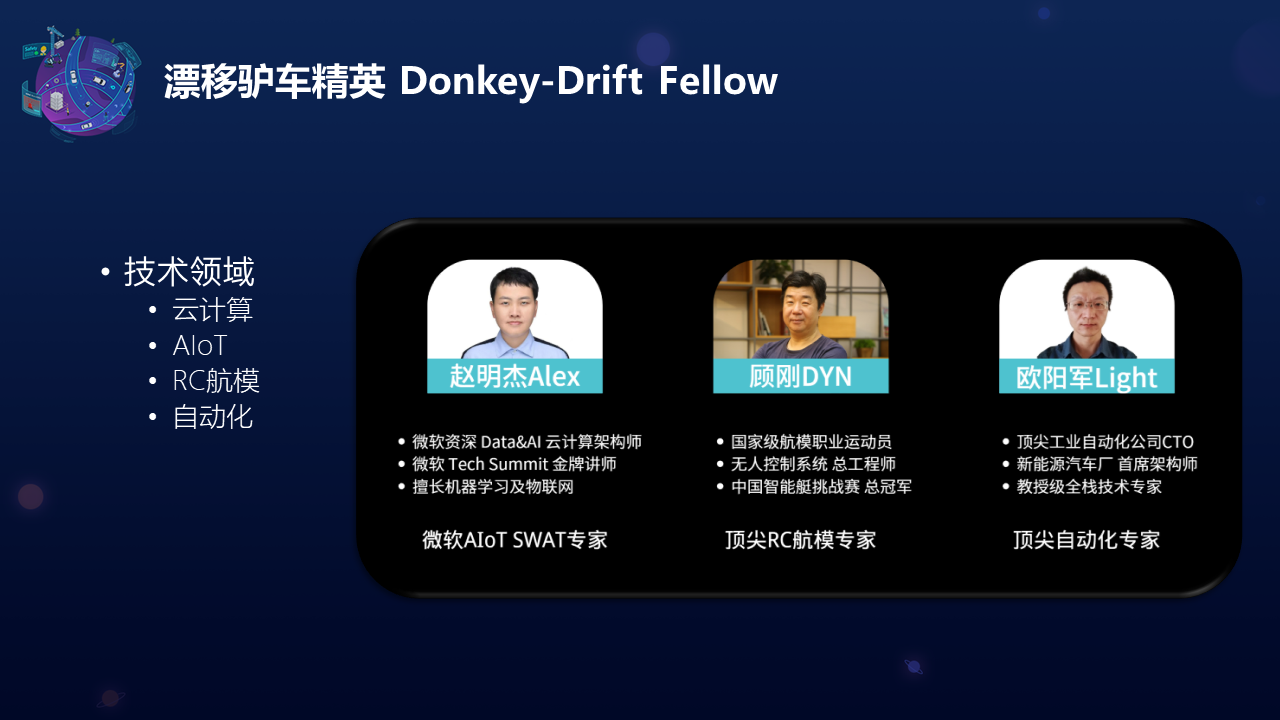 漂移驴车精英 Donkey-Drift Fellow
• 技术领域
• 云计算
• AIoT
• RC航模
• 自动化
赵明杰Alex
• 微软资深 Data&AI 云计算架构师
• 微软 Tech Summit 金牌讲师
• 擅长机器学习及物联网
微软AIoT SWAT专家
顾刚DYN
• 国家级航模职业运动员
• 无人控制系统 总工程师
• 中国智能艇挑战赛 总冠军
顶尖RC航模专家
欧阳军Light
• 顶尖工业自动化公司CTO
• 新能源汽车厂 首席架构师
• 教授级全栈技术专家
顶尖自动化专家